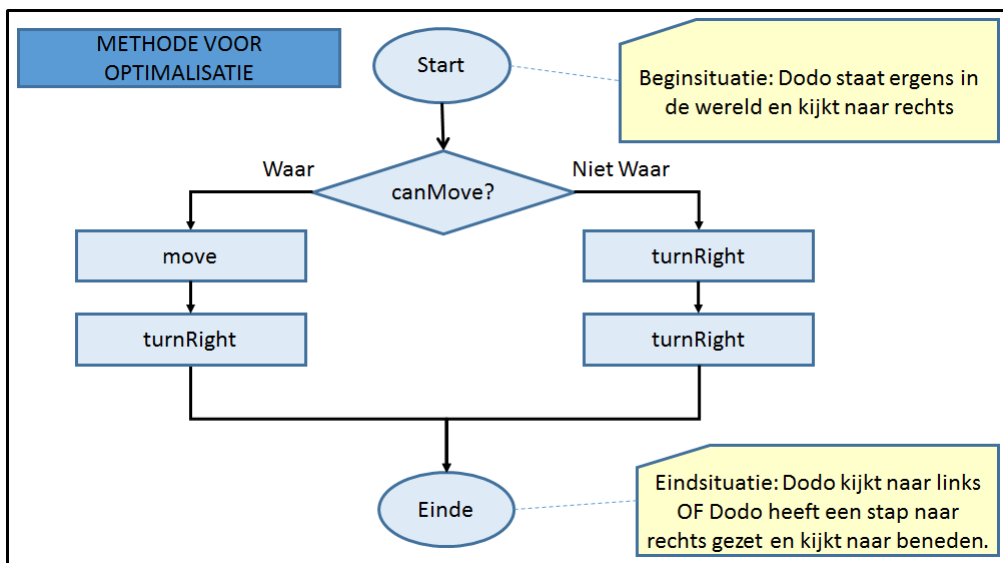 METHODE VOOR
OPTIMALISATIE
Start
Beginsituatie: Dodo staat ergens in
de wereld en kijkt naar rechts
Waar
Niet Waar
canMove?
move
turnRight
turnRight
turnRight
Einde
Eindsituatie: Dodo kijkt naar links
OF Dodo heeft een stap naar
rechts gezet en kijkt naar beneden.